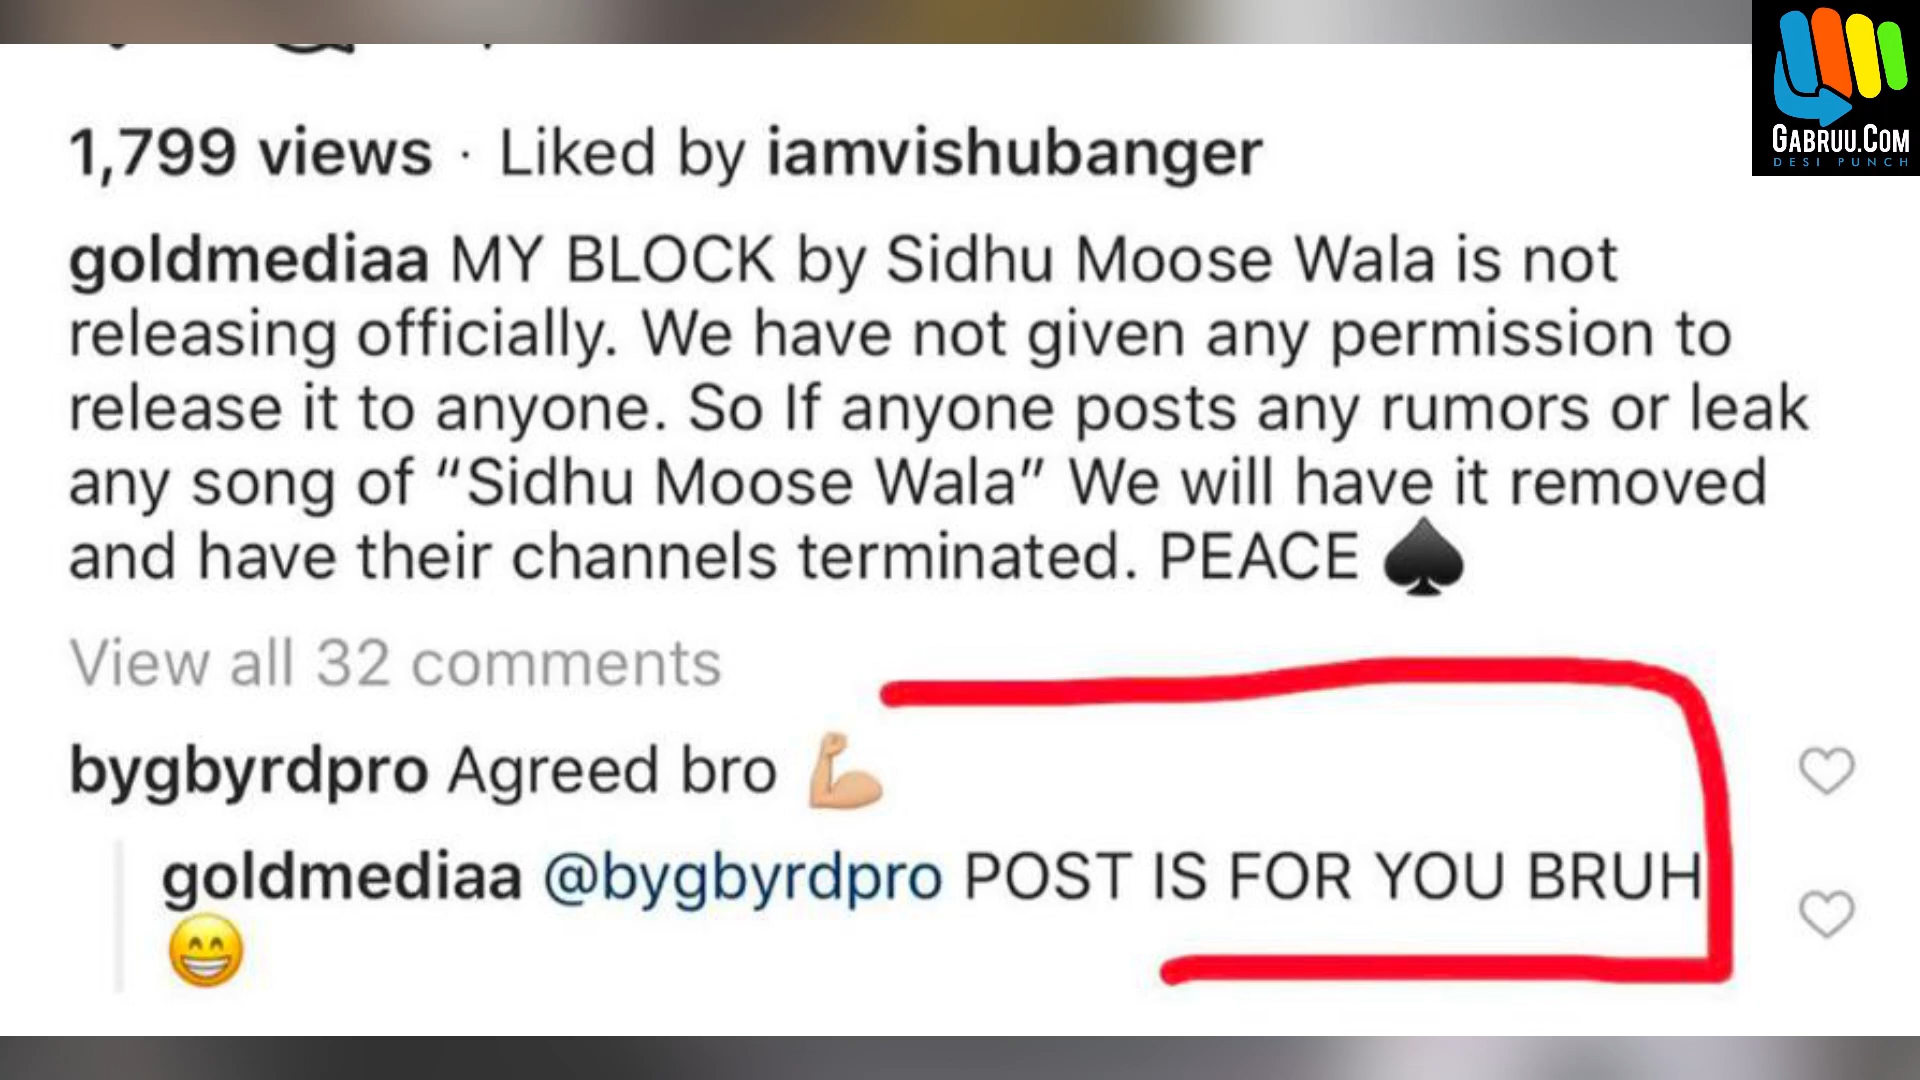 GABRUU.COM
DESI PUNCH
1,799 views · Liked by iamvishubanger
goldmediaa MY BLOCK by Sidhu Moose Wala is not
releasing officially. We have not given any permission to
release it to anyone. So If anyone posts any rumors or leak
any song of “Sidhu Moose Wala” We will have it removed
and have their channels terminated. PEACE ♠️
View all 32 comments
bygbyrdpro Agreed bro 💪🏼
goldmediaa @bygbyrdpro POST IS FOR YOU BRUH
😁